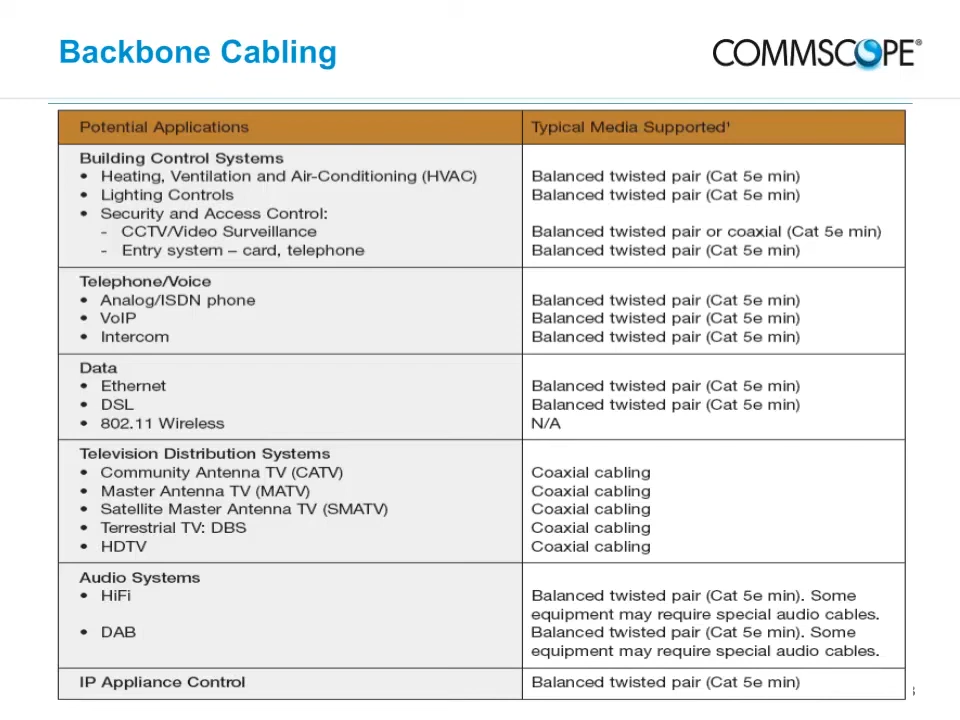 Backbone Cabling
COMMSCOPE®
Potential Applications Typical Media Supported¹
Building Control Systems
• Heating, Ventilation and Air-Conditioning (HVAC) Balanced twisted pair (Cat 5e min)
• Lighting Controls Balanced twisted pair (Cat 5e min)
• Security and Access Control:
- CCTV/Video Surveillance Balanced twisted pair or coaxial (Cat 5e min)
- Entry system – card, telephone Balanced twisted pair (Cat 5e min)
Telephone/Voice
• Analog/ISDN phone Balanced twisted pair (Cat 5e min)
• VoIP Balanced twisted pair (Cat 5e min)
• Intercom Balanced twisted pair (Cat 5e min)
Data
• Ethernet Balanced twisted pair (Cat 5e min)
• DSL Balanced twisted pair (Cat 5e min)
• 802.11 Wireless N/A
Television Distribution Systems
• Community Antenna TV (CATV) Coaxial cabling
• Master Antenna TV (MATV) Coaxial cabling
• Satellite Master Antenna TV (SMATV) Coaxial cabling
• Terrestrial TV: DBS Coaxial cabling
• HDTV Coaxial cabling
Audio Systems
• HiFi Balanced twisted pair (Cat 5e min). Some
equipment may require special audio cables.
• DAB Balanced twisted pair (Cat 5e min). Some
equipment may require special audio cables.
IP Appliance Control Balanced twisted pair (Cat 5e min)